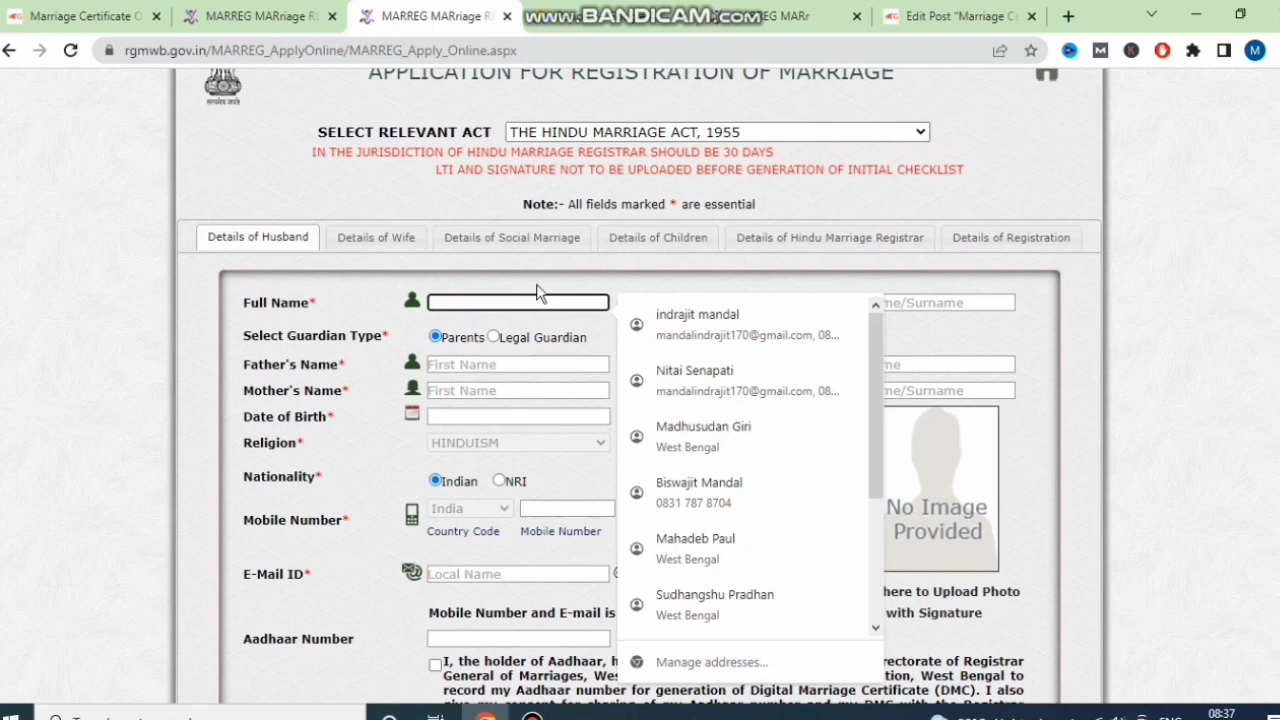 Marriage Certificate O
MARREG MARriage RE
MARREG MARriage RE
www.BANDICAM.com
EG MARr
Edit Post "Marriage Ce
rgmwb.gov.in/MARREG_ApplyOnline/MARREG_Apply_Online.aspx
M
M
APPLICATION FOR REGISTRATION OF MARRIAGE
सत्यमेव जयते
SELECT RELEVANT ACT THE HINDU MARRIAGE ACT, 1955
IN THE JURISDICTION OF HINDU MARRIAGE REGISTRAR SHOULD BE 30 DAYS
LTI AND SIGNATURE NOT TO BE UPLOADED BEFORE GENERATION OF INITIAL CHECKLIST
Note:- All fields marked * are essential
Details of Husband Details of Wife Details of Social Marriage Details of Children Details of Hindu Marriage Registrar Details of Registration
Full Name* me/Surname
Select Guardian Type* Parents Legal Guardian
Father's Name* First Name me
Mother's Name* First Name me/Surname
Date of Birth*
Religion* HINDUISM
Nationality* Indian NRI
Mobile Number* India
Country Code Mobile Number
E-Mail ID* Local Name
Mobile Number and E-mail is
Aadhaar Number
I, the holder of Aadhaar, h
General of Marriages, Wes
record my Aadhaar number for generation of Digital Marriage Certificate (DMC). I also
indrajit mandal
mandalindrajit170@gmail.com, 08...
Nitai Senapati
mandalindrajit170@gmail.com, 08...
Madhusudan Giri
West Bengal
Biswajit Mandal
0831 787 8704
Mahadeb Paul
West Bengal
Sudhangshu Pradhan
West Bengal
Manage addresses...
No Image
Provided
here to Upload Photo
with Signature
rectorate of Registrar
tion, West Bengal to
08:37